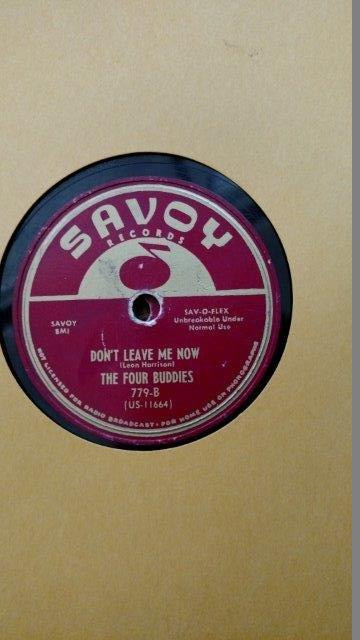 SAVOY
RECORDS
SAVOY
BMI
SAV-O-FLEX
Unbreakable Under
Normal Use
DON'T LEAVE ME NOW
(Leon Harrison)
THE FOUR BUDDIES
779-B
(US-11664)
NOT LICENSED FOR RADIO BROADCAST • FOR HOME USE ON PHONOGRAPHS